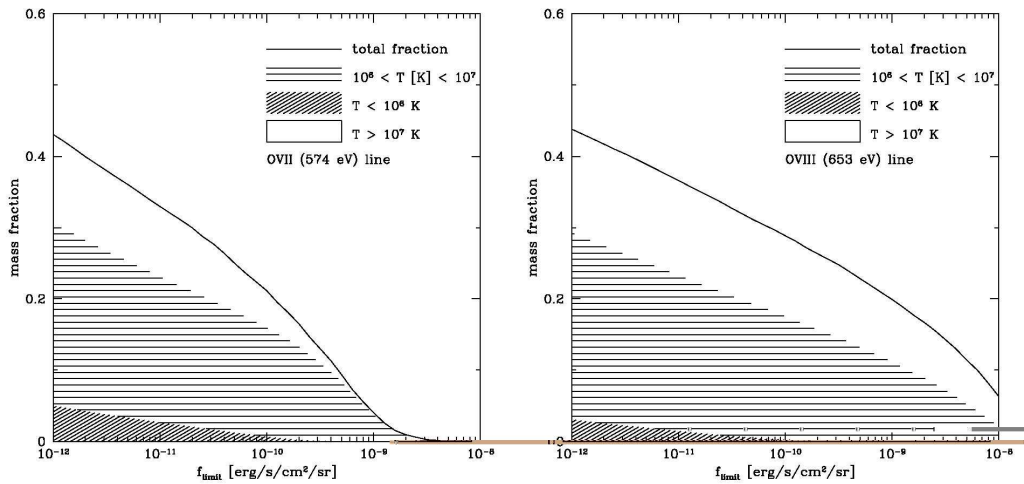 0.6
total fraction
10⁶ < T [K] < 10⁷
T < 10⁶ K
T > 10⁷ K
OVII (574 eV) line
0.4
0.2
0
mass fraction
10⁻¹² 10⁻¹¹ 10⁻¹⁰ 10⁻⁹ 10⁻⁸
f_limit [erg/s/cm²/sr]
0.6
total fraction
10⁶ < T [K] < 10⁷
T < 10⁶ K
T > 10⁷ K
OVIII (653 eV) line
0.4
0.2
0
mass fraction
10⁻¹² 10⁻¹¹ 10⁻¹⁰ 10⁻⁹ 10⁻⁸
f_limit [erg/s/cm²/sr]